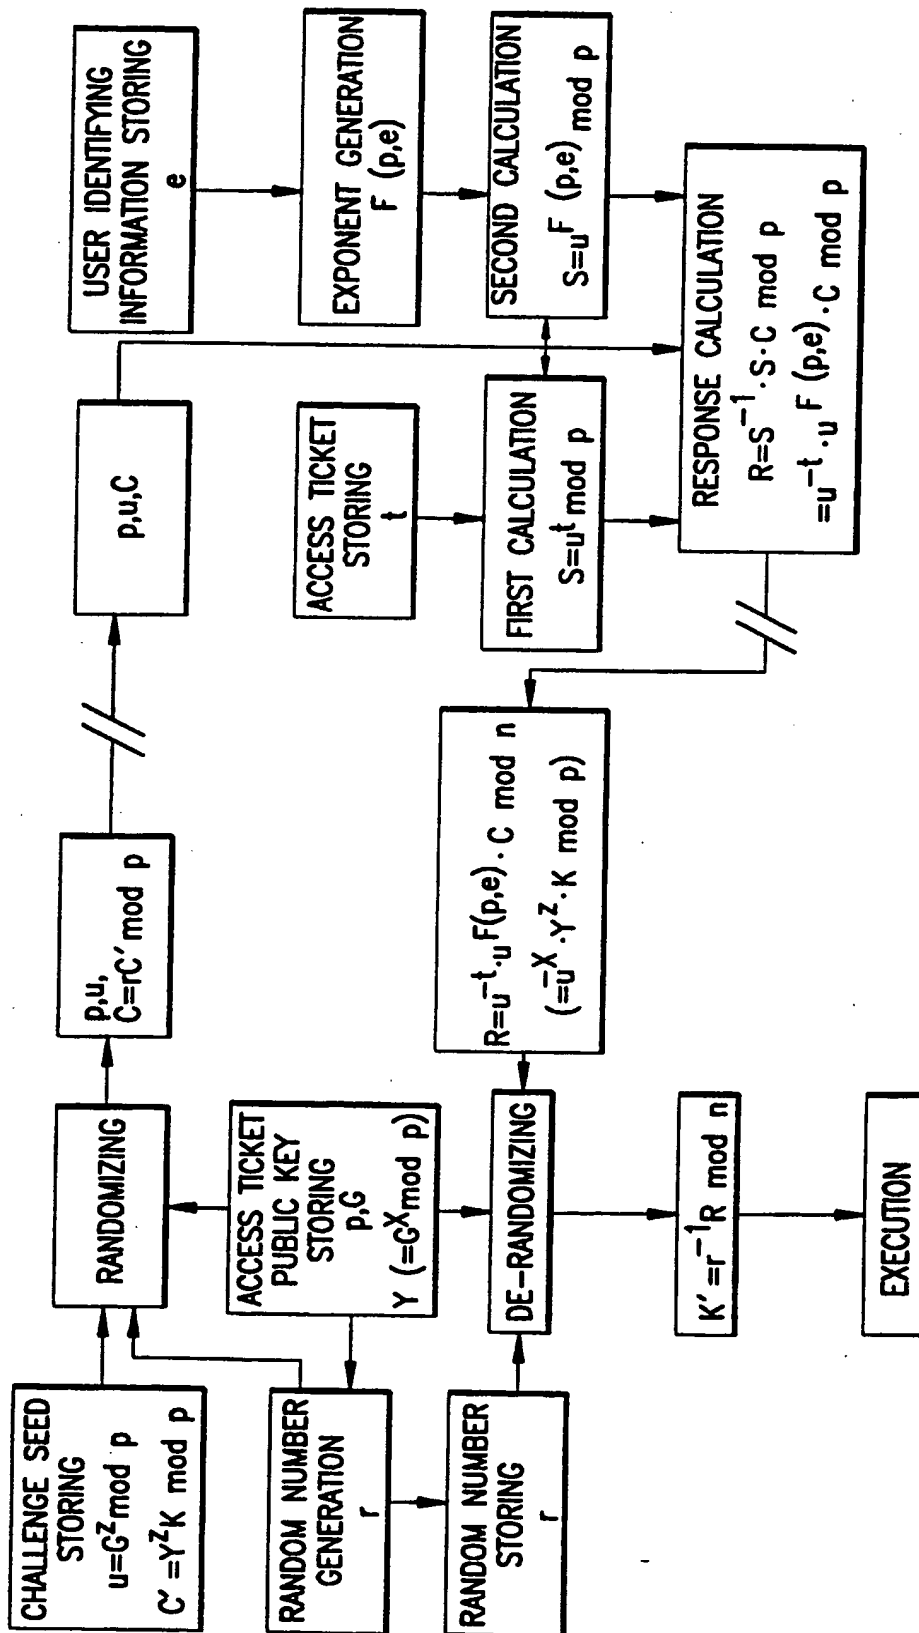 CHALLENGE SEED
STORING
u=G^z mod p
C'=Y^z K mod p
RANDOMIZING
p,u,
C=rC' mod p
p,u,C
USER IDENTIFYING
INFORMATION STORING
e
RANDOM NUMBER
GENERATION
r
ACCESS TICKET
PUBLIC KEY
STORING
p,G
Y (=G^X mod p)
ACCESS TICKET
STORING
t
EXPONENT GENERATION
F (p,e)
RANDOM NUMBER
STORING
r
DE-RANDOMIZING
R=u^-t·u^F(p,e)·C mod n
(=u^-X·Y^z·K mod p)
FIRST CALCULATION
S=u^t mod p
SECOND CALCULATION
S=u^F (p,e) mod p
K'=r^-1 R mod n
RESPONSE CALCULATION
R=S^-1·S·C mod p
=u^-t·u^F (p,e)·C mod p
EXECUTION